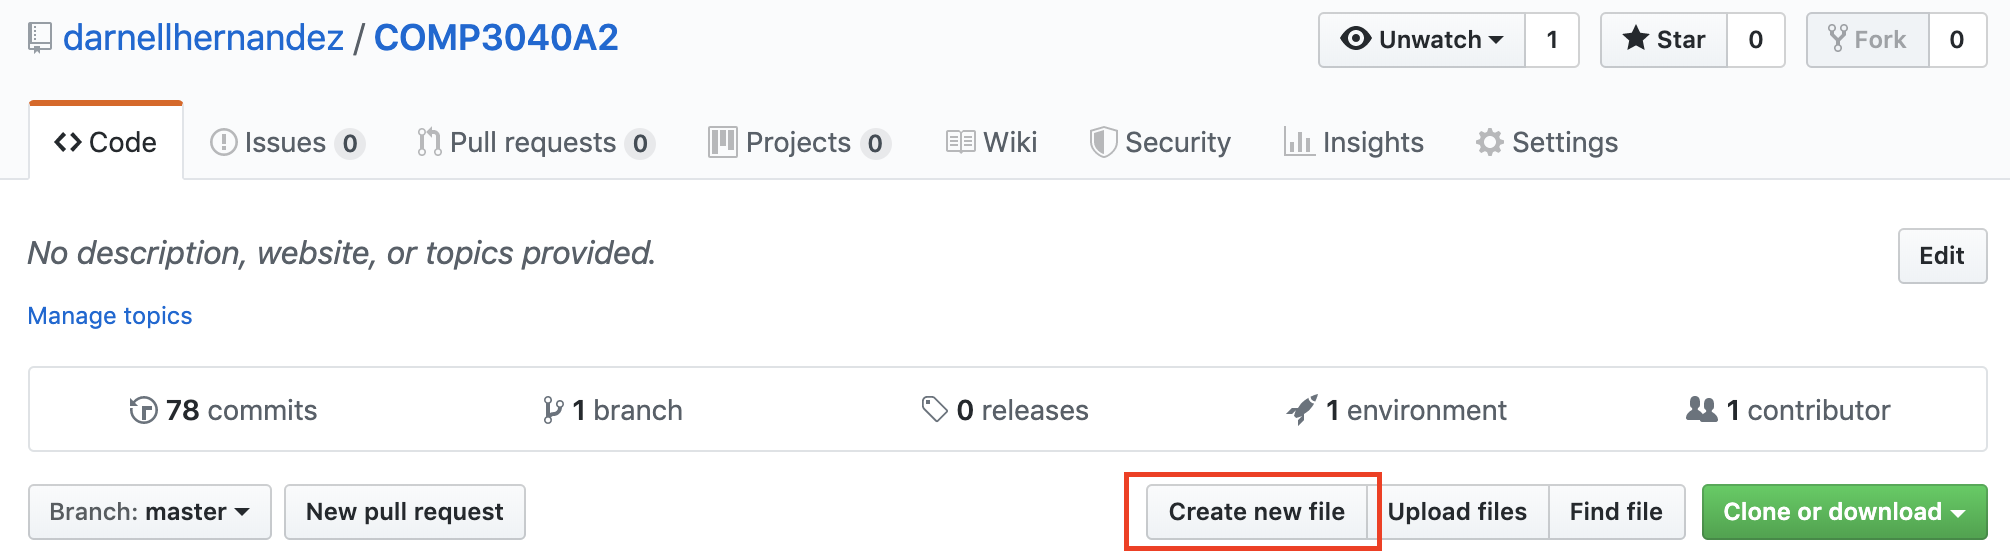 darnellhernandez / COMP3040A2 Unwatch 1 Star 0 Fork 0
Code Issues 0 Pull requests 0 Projects 0 Wiki Security Insights Settings
No description, website, or topics provided. Edit
Manage topics
78 commits 1 branch 0 releases 1 environment 1 contributor
Branch: master New pull request Create new file Upload files Find file Clone or download